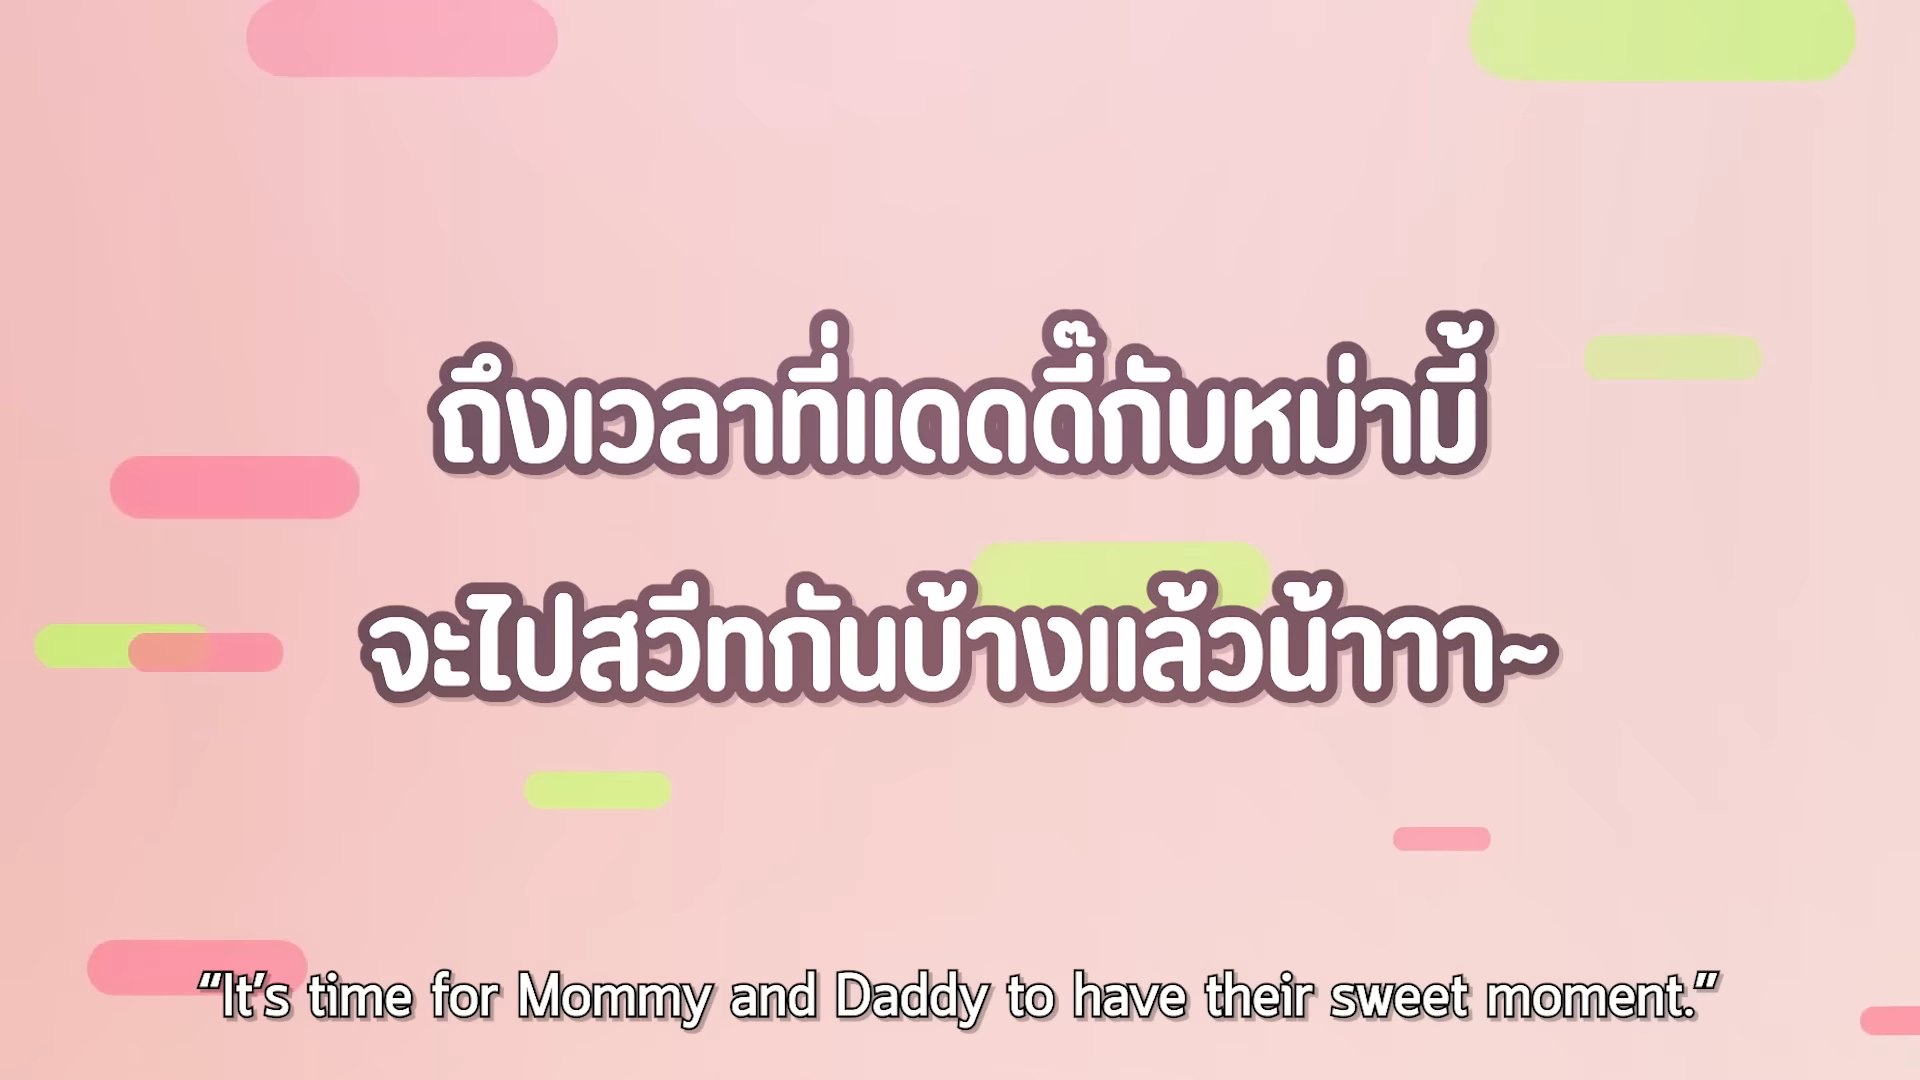 ถึงเวลาที่แดดดี๊กับหม่ามี้
จะไปสวีทกันบ้างแล้วน้าาา~
“It’s time for Mommy and Daddy to have their sweet moment.”